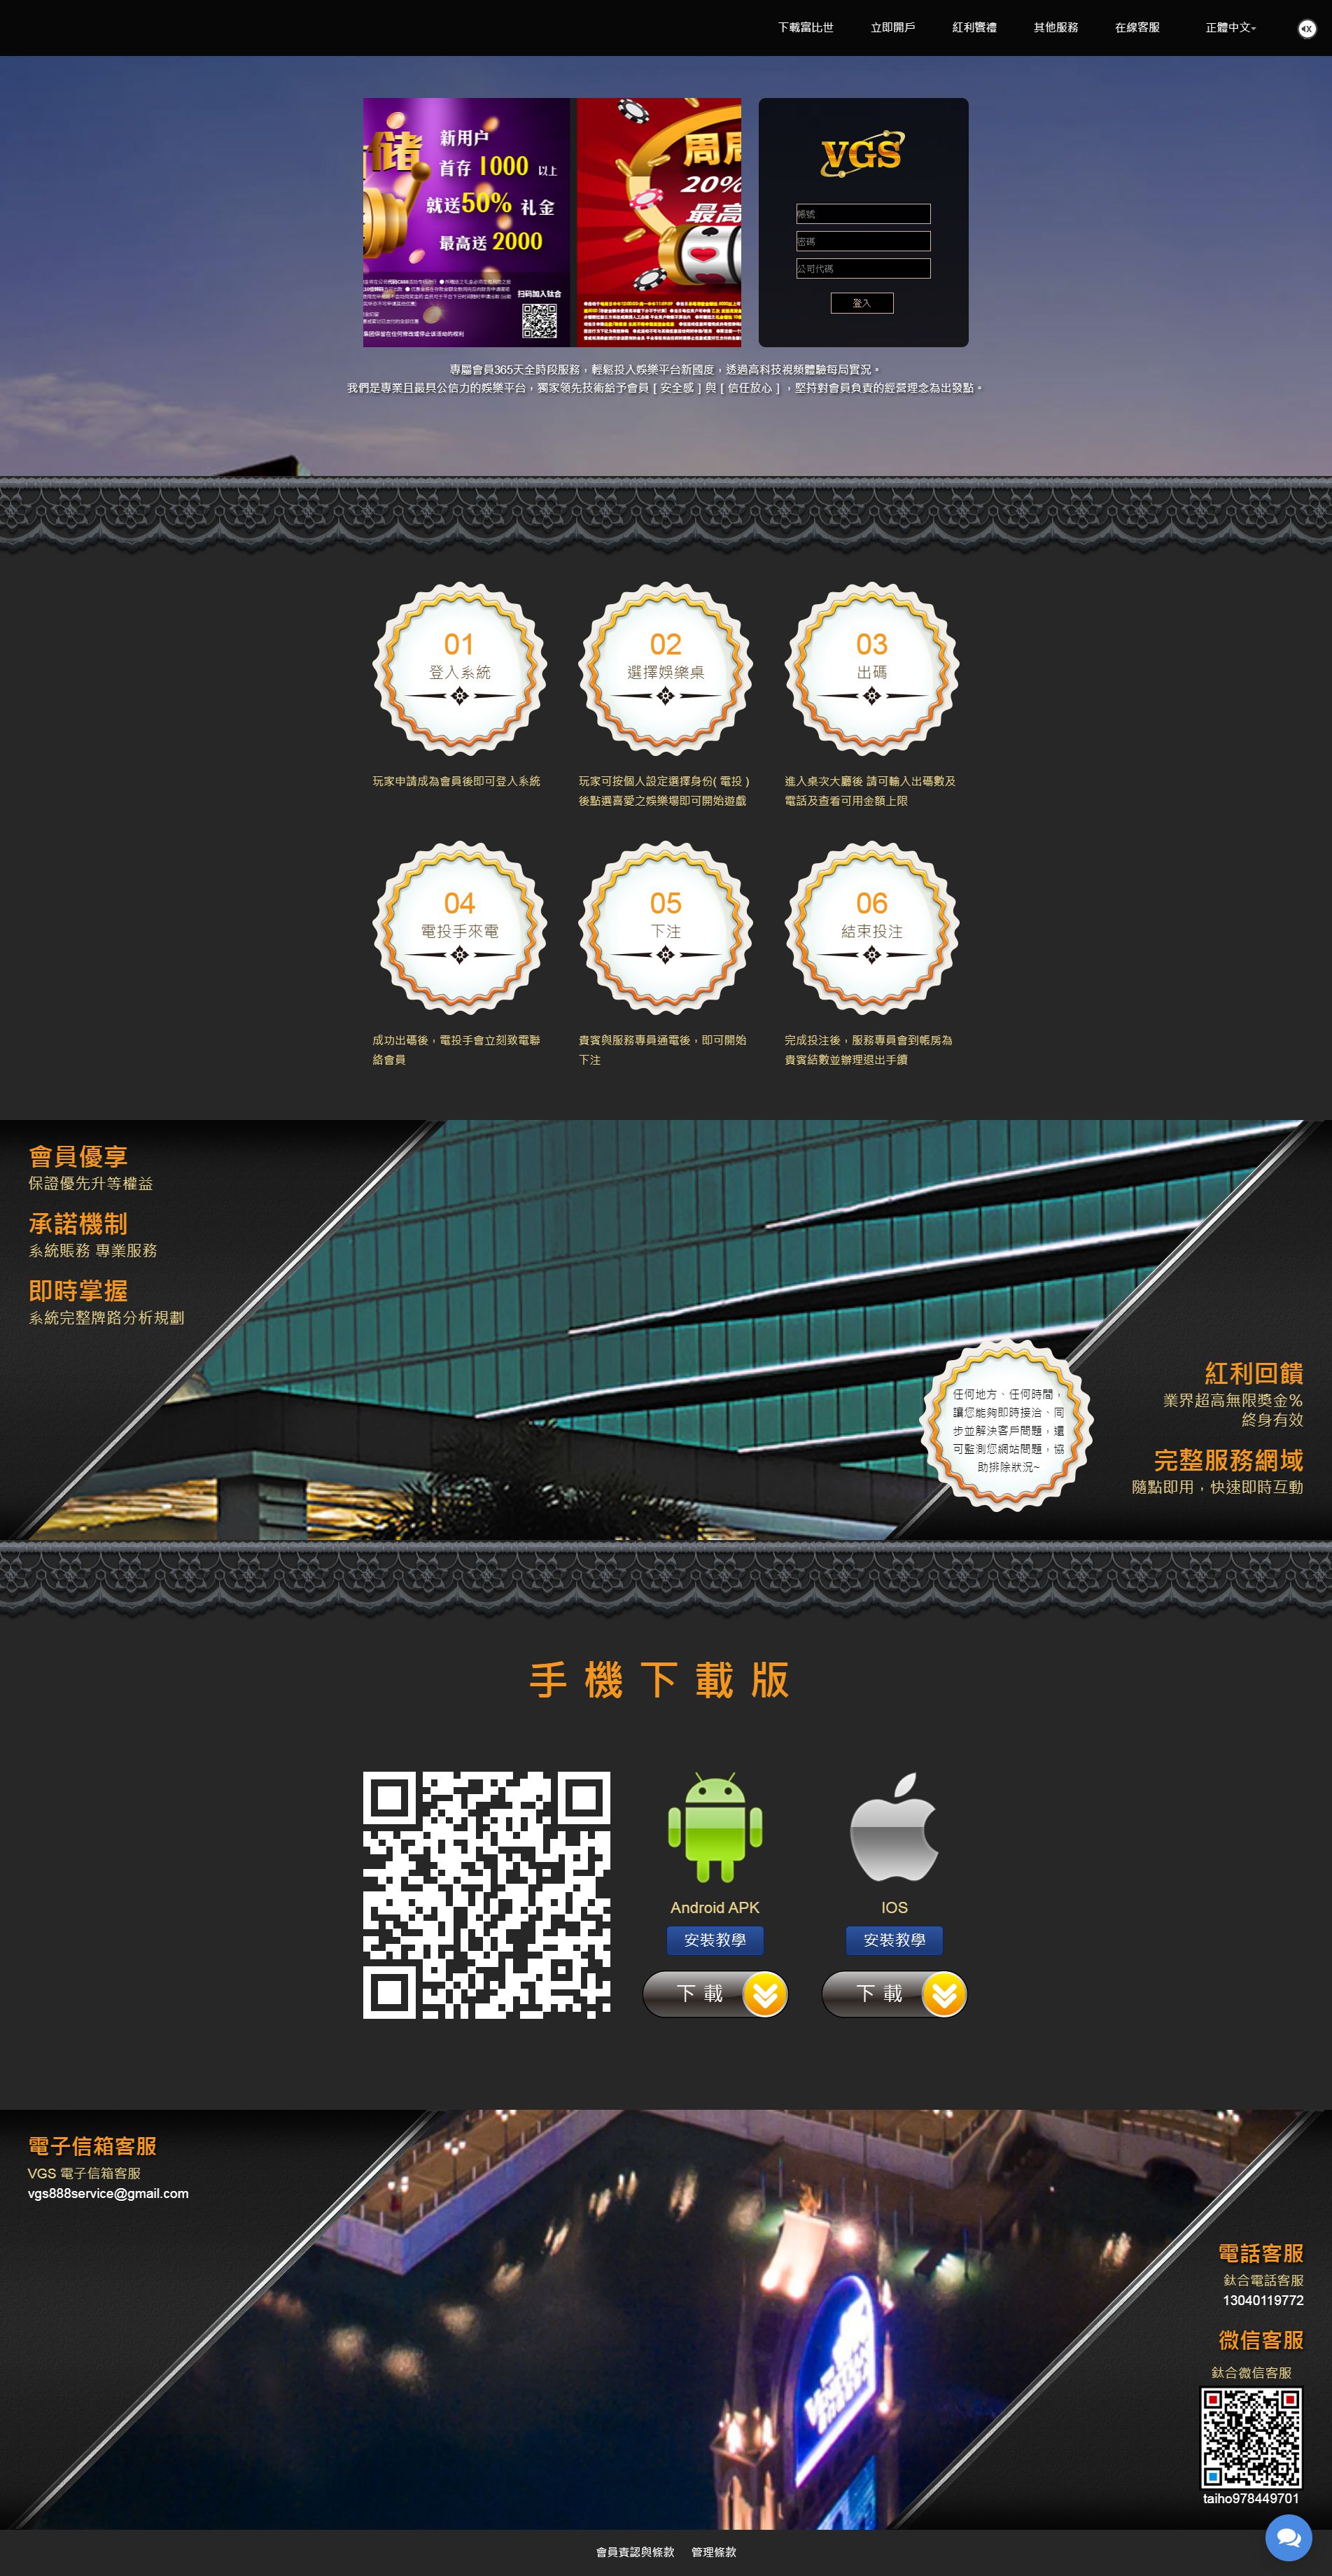 下載富比世
立即開戶
紅利饗禮
其他服務
在線客服
正體中文
储
新用户
首存 1000 以上
就送50% 礼金
最高送 2000
扫码加入钛合
周周
20%
最高
VGS
帳號
密碼
公司代碼
登入
專屬會員365天全時段服務，輕鬆投入娛樂平台新國度，透過高科技視頻體驗每局實況。
我們是專業且最具公信力的娛樂平台，獨家領先技術給予會員 [ 安全感 ] 與 [ 信任放心 ] ，堅持對會員負責的經營理念為出發點。
01
登入系統
玩家申請成為會員後即可登入系統
02
選擇娛樂桌
玩家可按個人設定選擇身份( 電投 )
後點選喜愛之娛樂場即可開始遊戲
03
出碼
進入桌次大廳後 請可輸入出碼數及
電話及查看可用金額上限
04
電投手來電
成功出碼後，電投手會立刻致電聯
絡會員
05
下注
貴賓與服務專員通電後，即可開始
下注
06
結束投注
完成投注後，服務專員會到帳房為
貴賓結數並辦理退出手續
會員優享
保證優先升等權益
承諾機制
系統賬務 專業服務
即時掌握
系統完整牌路分析規劃
任何地方、任何時間，
讓您能夠即時接洽、同
步並解決客戶問題，還
可監測您網站問題，協
助排除狀況~
紅利回饋
業界超高無限獎金%
終身有效
完整服務網域
隨點即用，快速即時互動
手機下載版
Android APK
安裝教學
下 載
IOS
安裝教學
下 載
電子信箱客服
VGS 電子信箱客服
vgs888service@gmail.com
電話客服
鈦合電話客服
13040119772
微信客服
鈦合微信客服
taiho978449701
會員責認與條款
管理條款